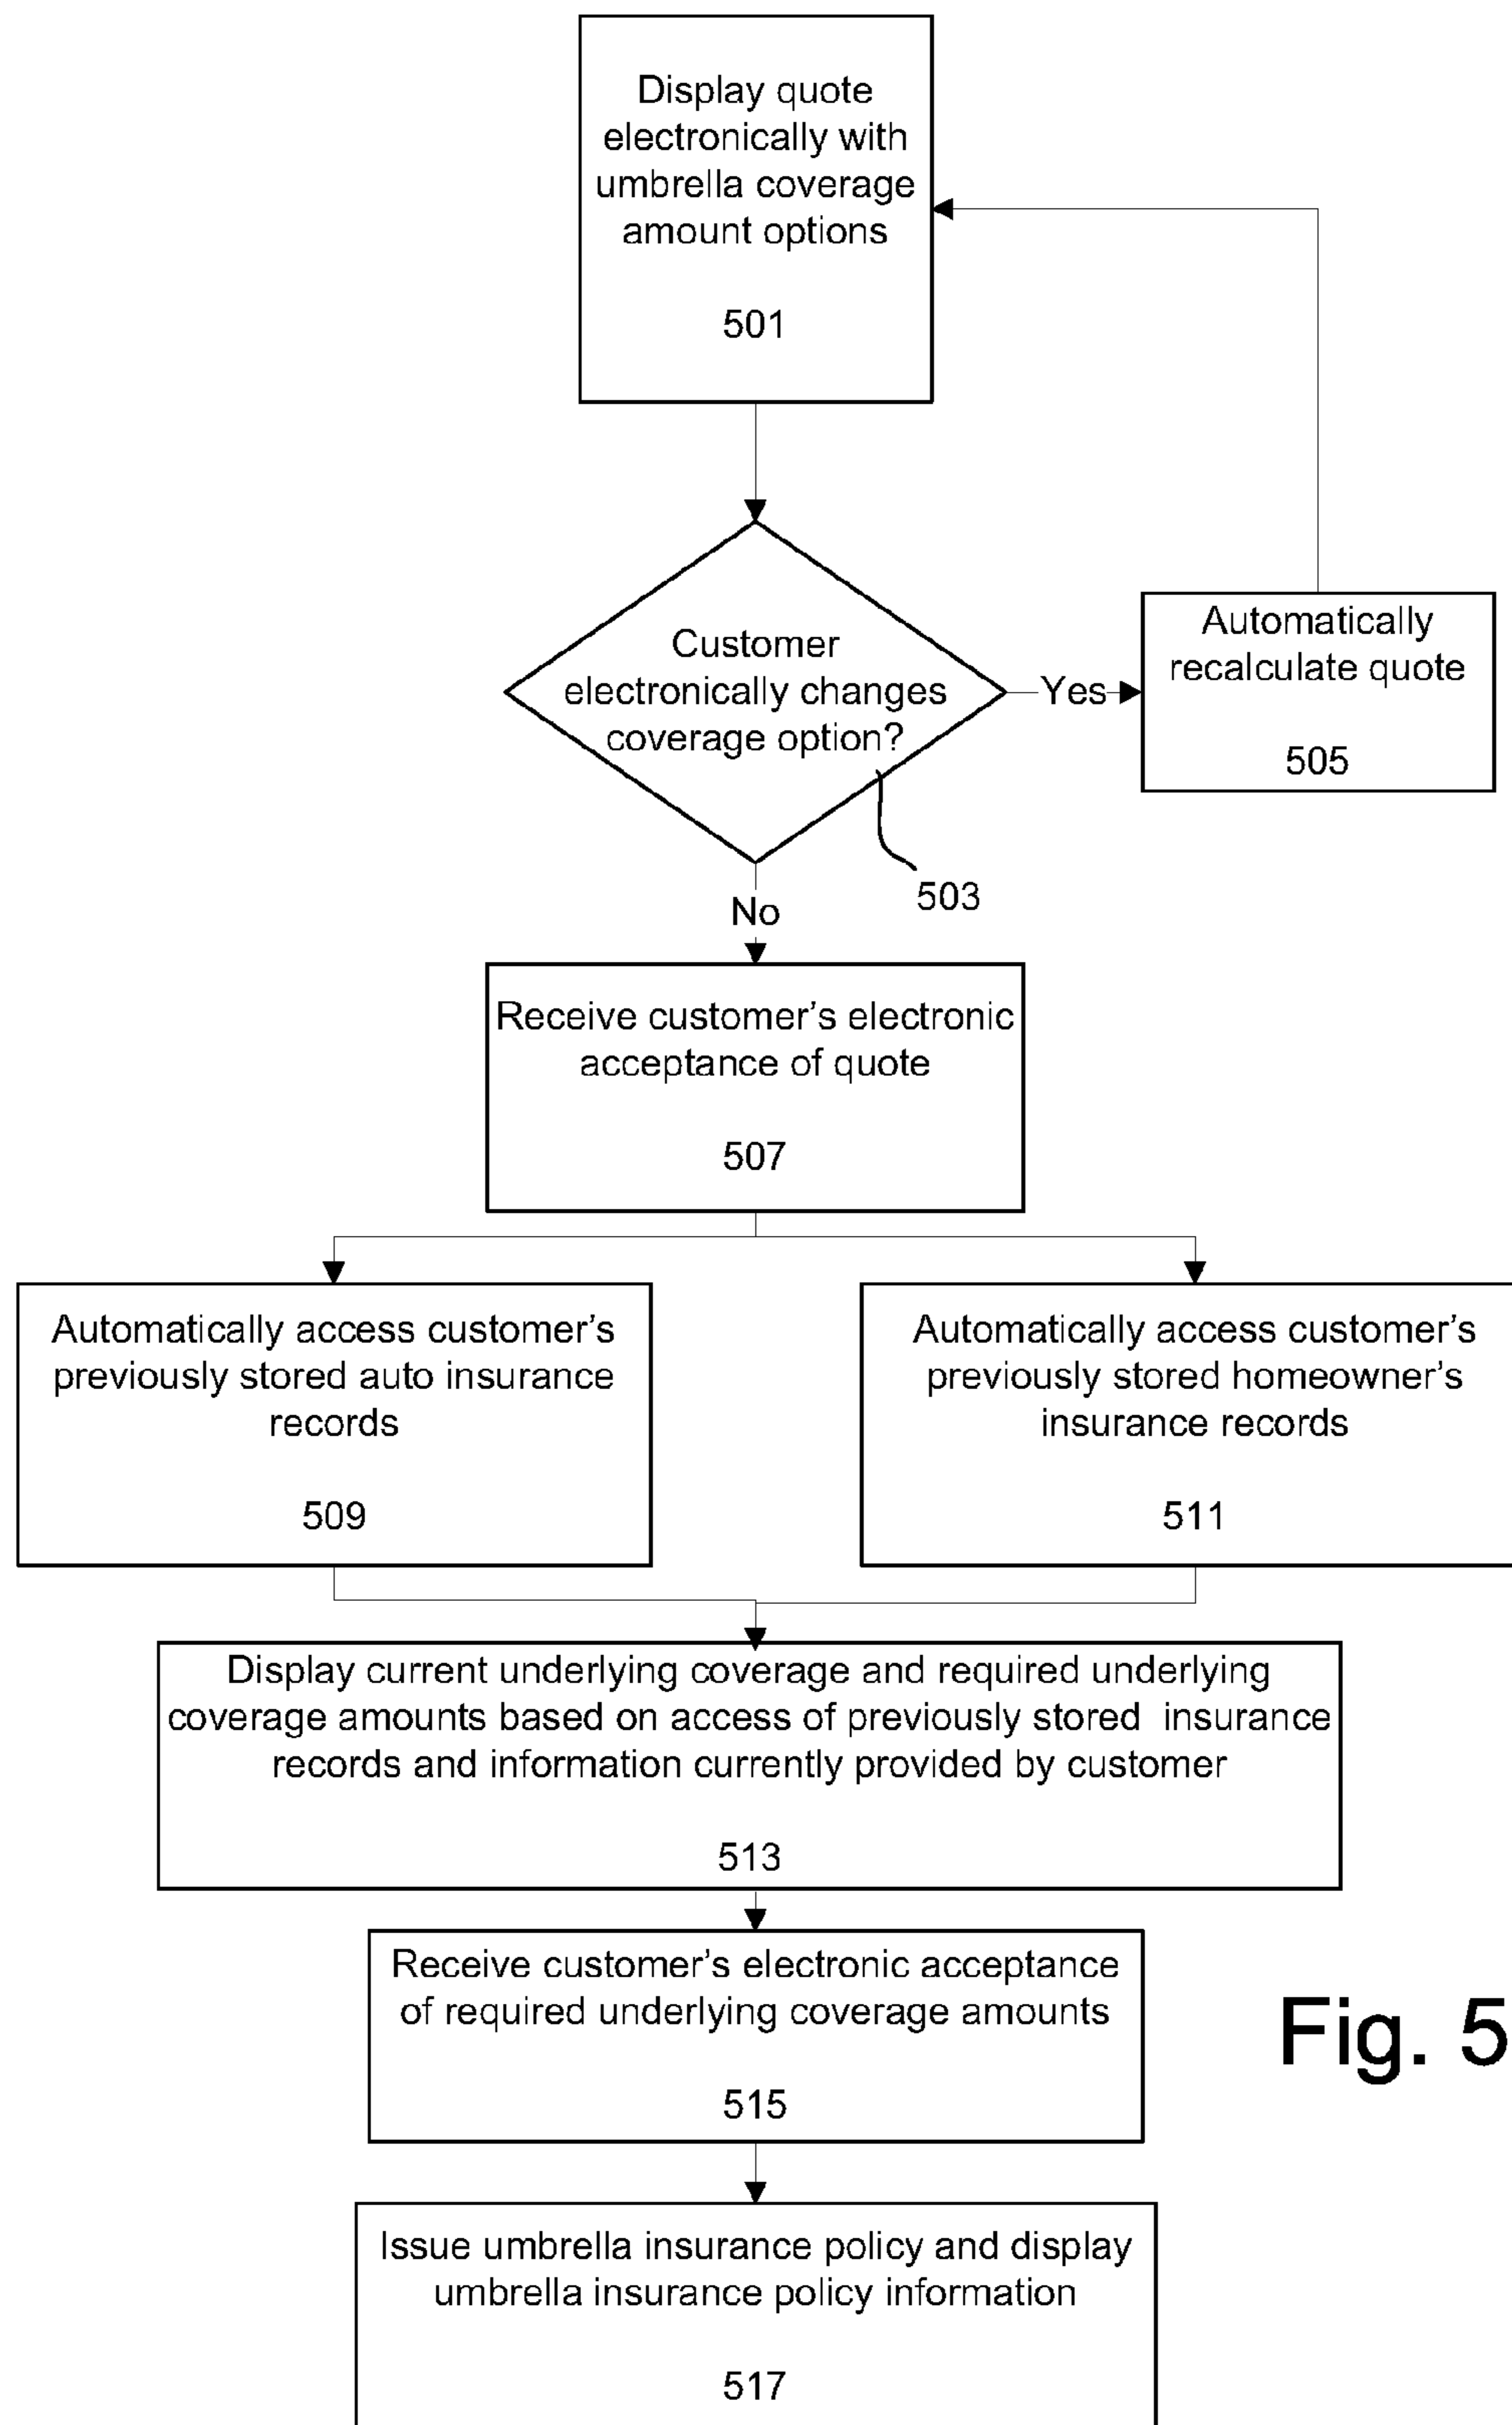 Display quote
electronically with
umbrella coverage
amount options
501
Customer
electronically changes
coverage option?
503
Yes
Automatically
recalculate quote
505
No
Receive customer's electronic
acceptance of quote
507
Automatically access customer's
previously stored auto insurance
records
509
Automatically access customer's
previously stored homeowner's
insurance records
511
Display current underlying coverage and required underlying
coverage amounts based on access of previously stored insurance
records and information currently provided by customer
513
Receive customer's electronic acceptance
of required underlying coverage amounts
515
Fig. 5
Issue umbrella insurance policy and display
umbrella insurance policy information
517